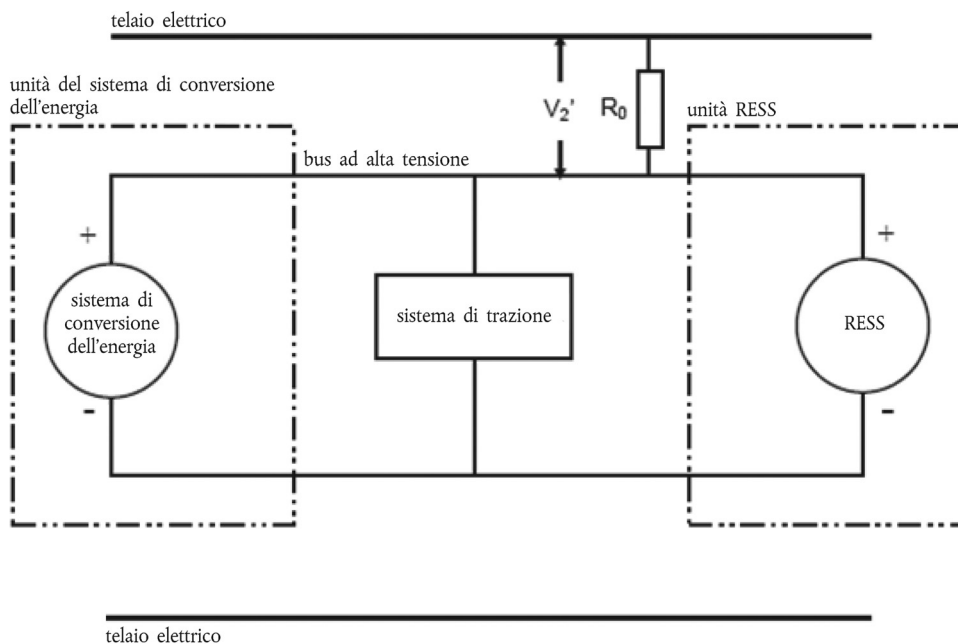 telaio elettrico
unità del sistema di conversione
dell'energia
V₂'
R₀
unità RESS
bus ad alta tensione
+
+
sistema di
conversione
dell'energia
sistema di trazione
RESS
-
-
telaio elettrico